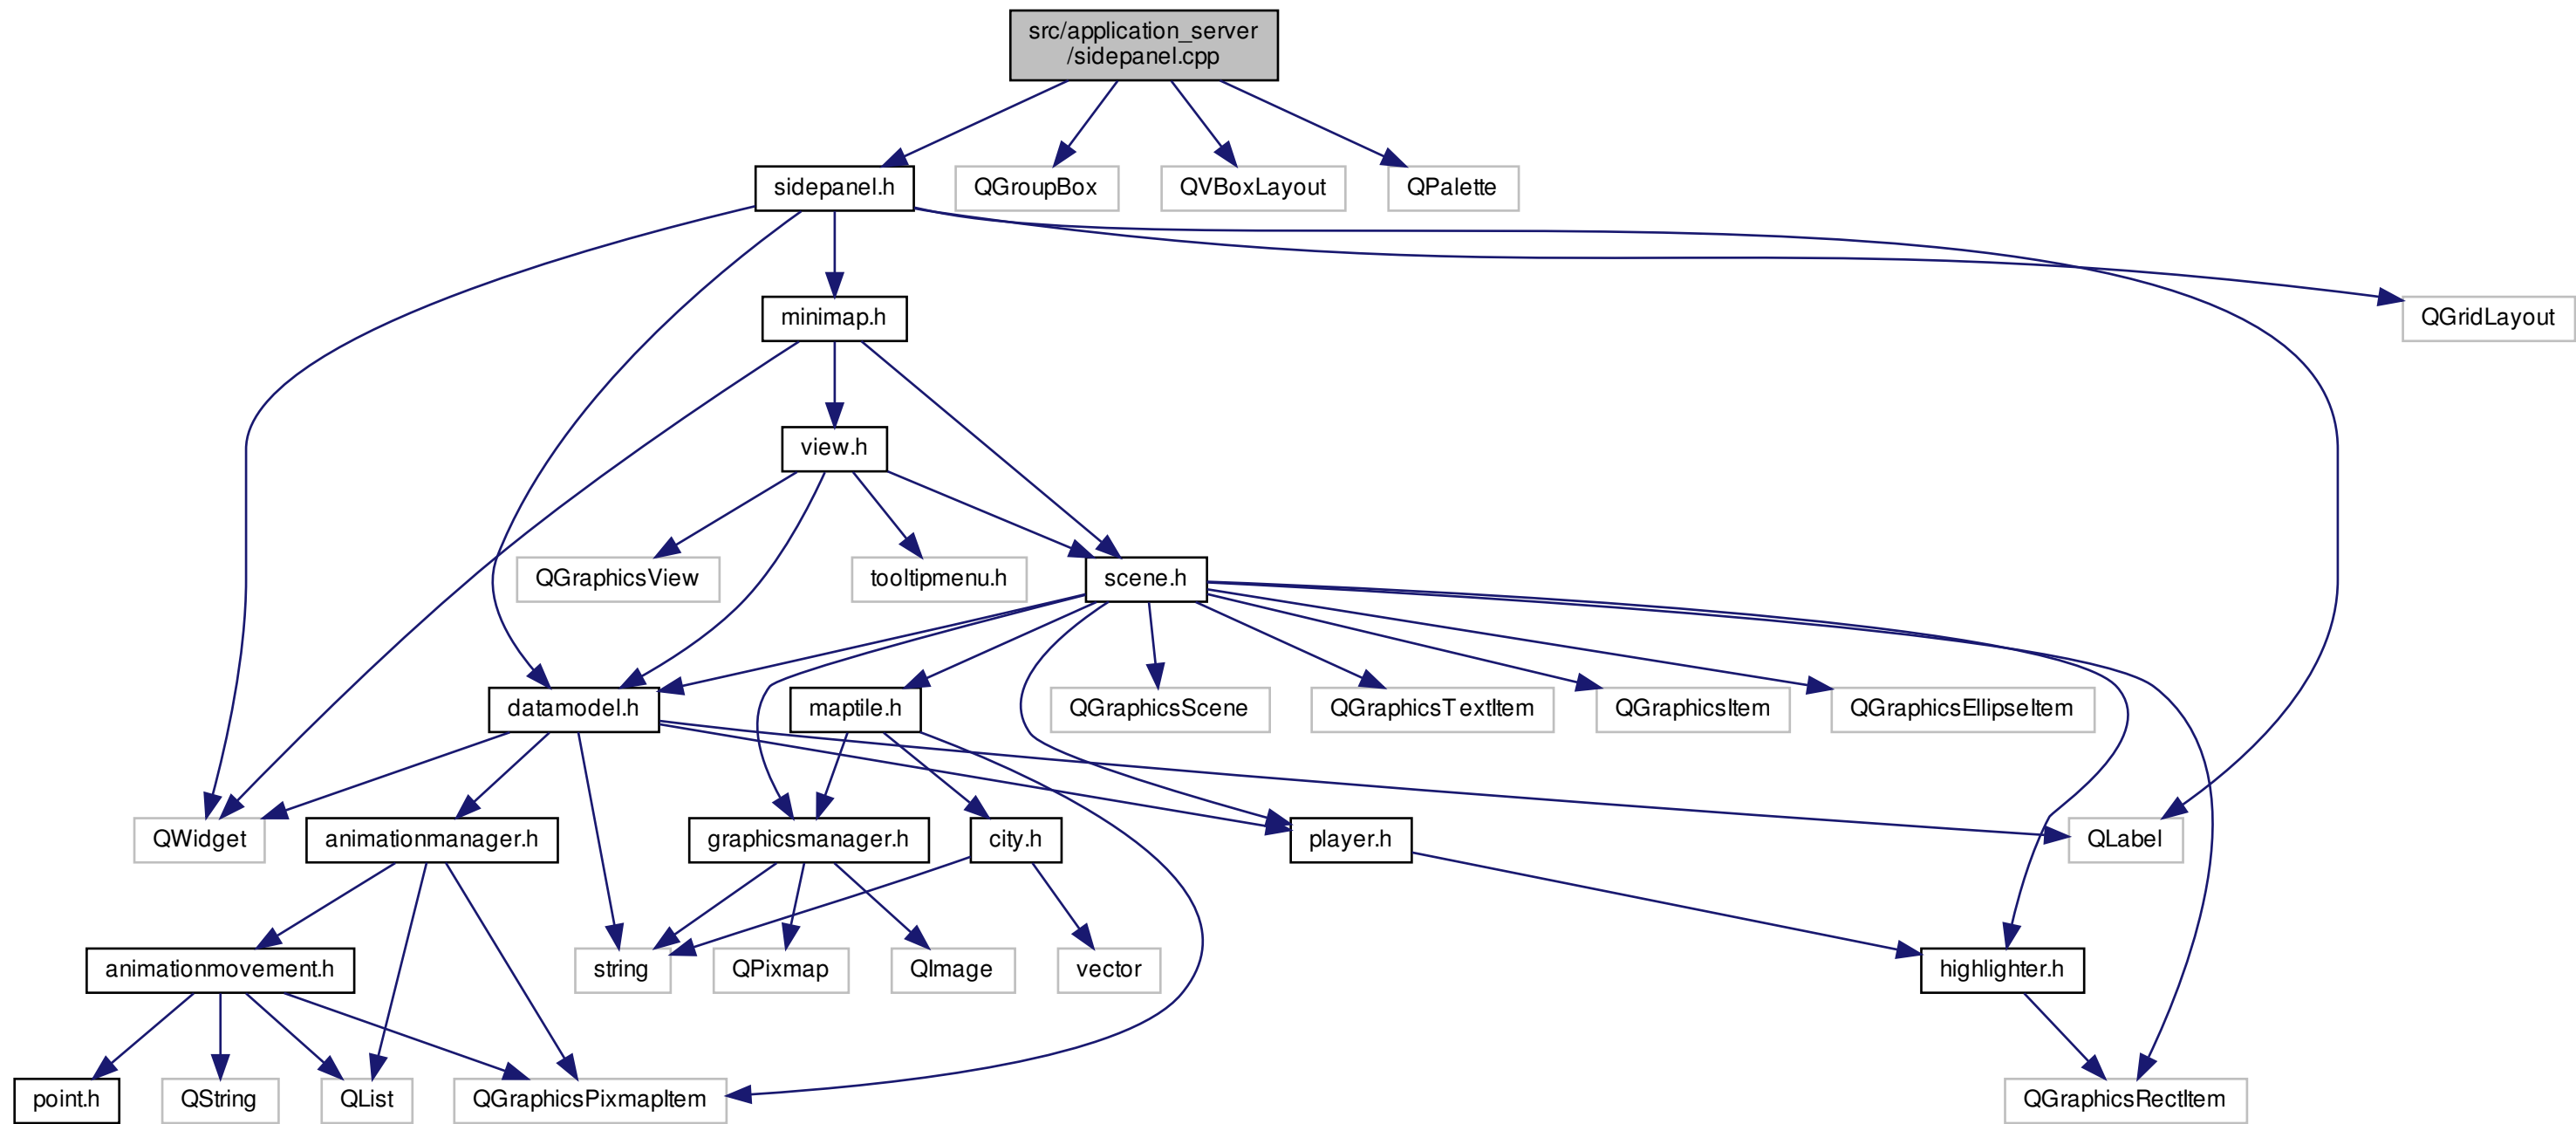 src/application_server
/sidepanel.cpp
sidepanel.h
QGroupBox
QVBoxLayout
QPalette
minimap.h
QGridLayout
view.h
QGraphicsView
tooltipmenu.h
scene.h
datamodel.h
maptile.h
QGraphicsScene
QGraphicsTextItem
QGraphicsItem
QGraphicsEllipseItem
QWidget
animationmanager.h
graphicsmanager.h
city.h
player.h
QLabel
animationmovement.h
string
QPixmap
QImage
vector
highlighter.h
point.h
QString
QList
QGraphicsPixmapItem
QGraphicsRectItem